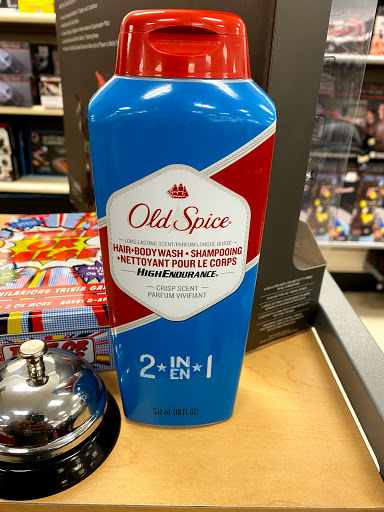 Old Spice
LONG LASTING SCENT/PARFUM LONGUE DURÉE
HAIR+BODYWASH • SHAMPOOING
+NETTOYANT POUR LE CORPS
HIGHENDURANCE
CRISP SCENT
PARFUM VIVIFIANT
2 IN EN 1
532 mL (18 FL OZ)